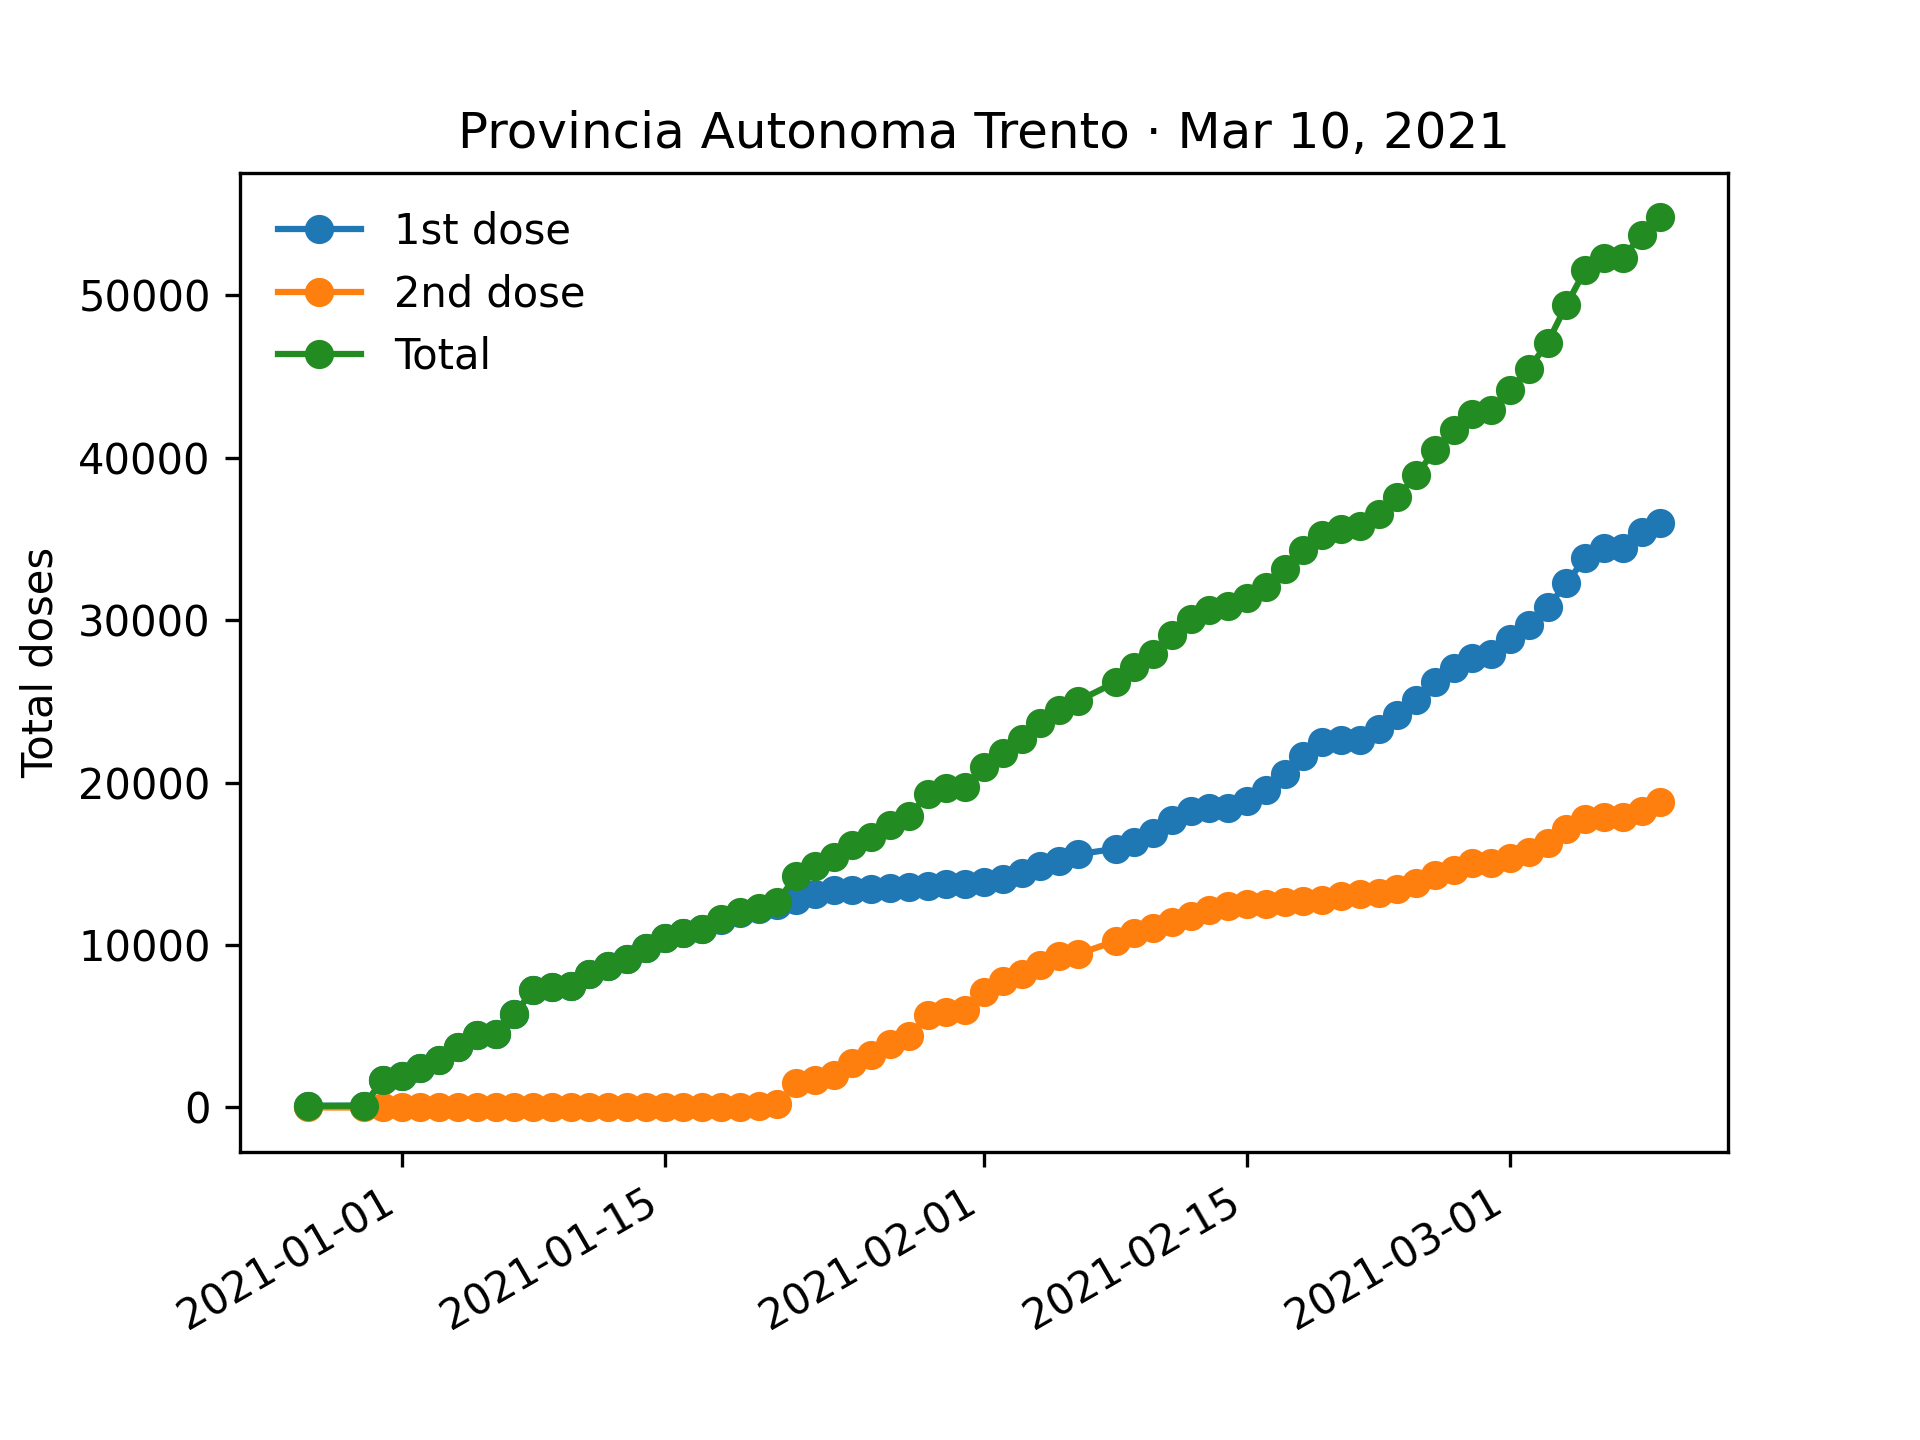 Provincia Autonoma Trento · Mar 10, 2021
1st dose
2nd dose
Total
Total doses
50000
40000
30000
20000
10000
0
2021-01-01
2021-01-15
2021-02-01
2021-02-15
2021-03-01